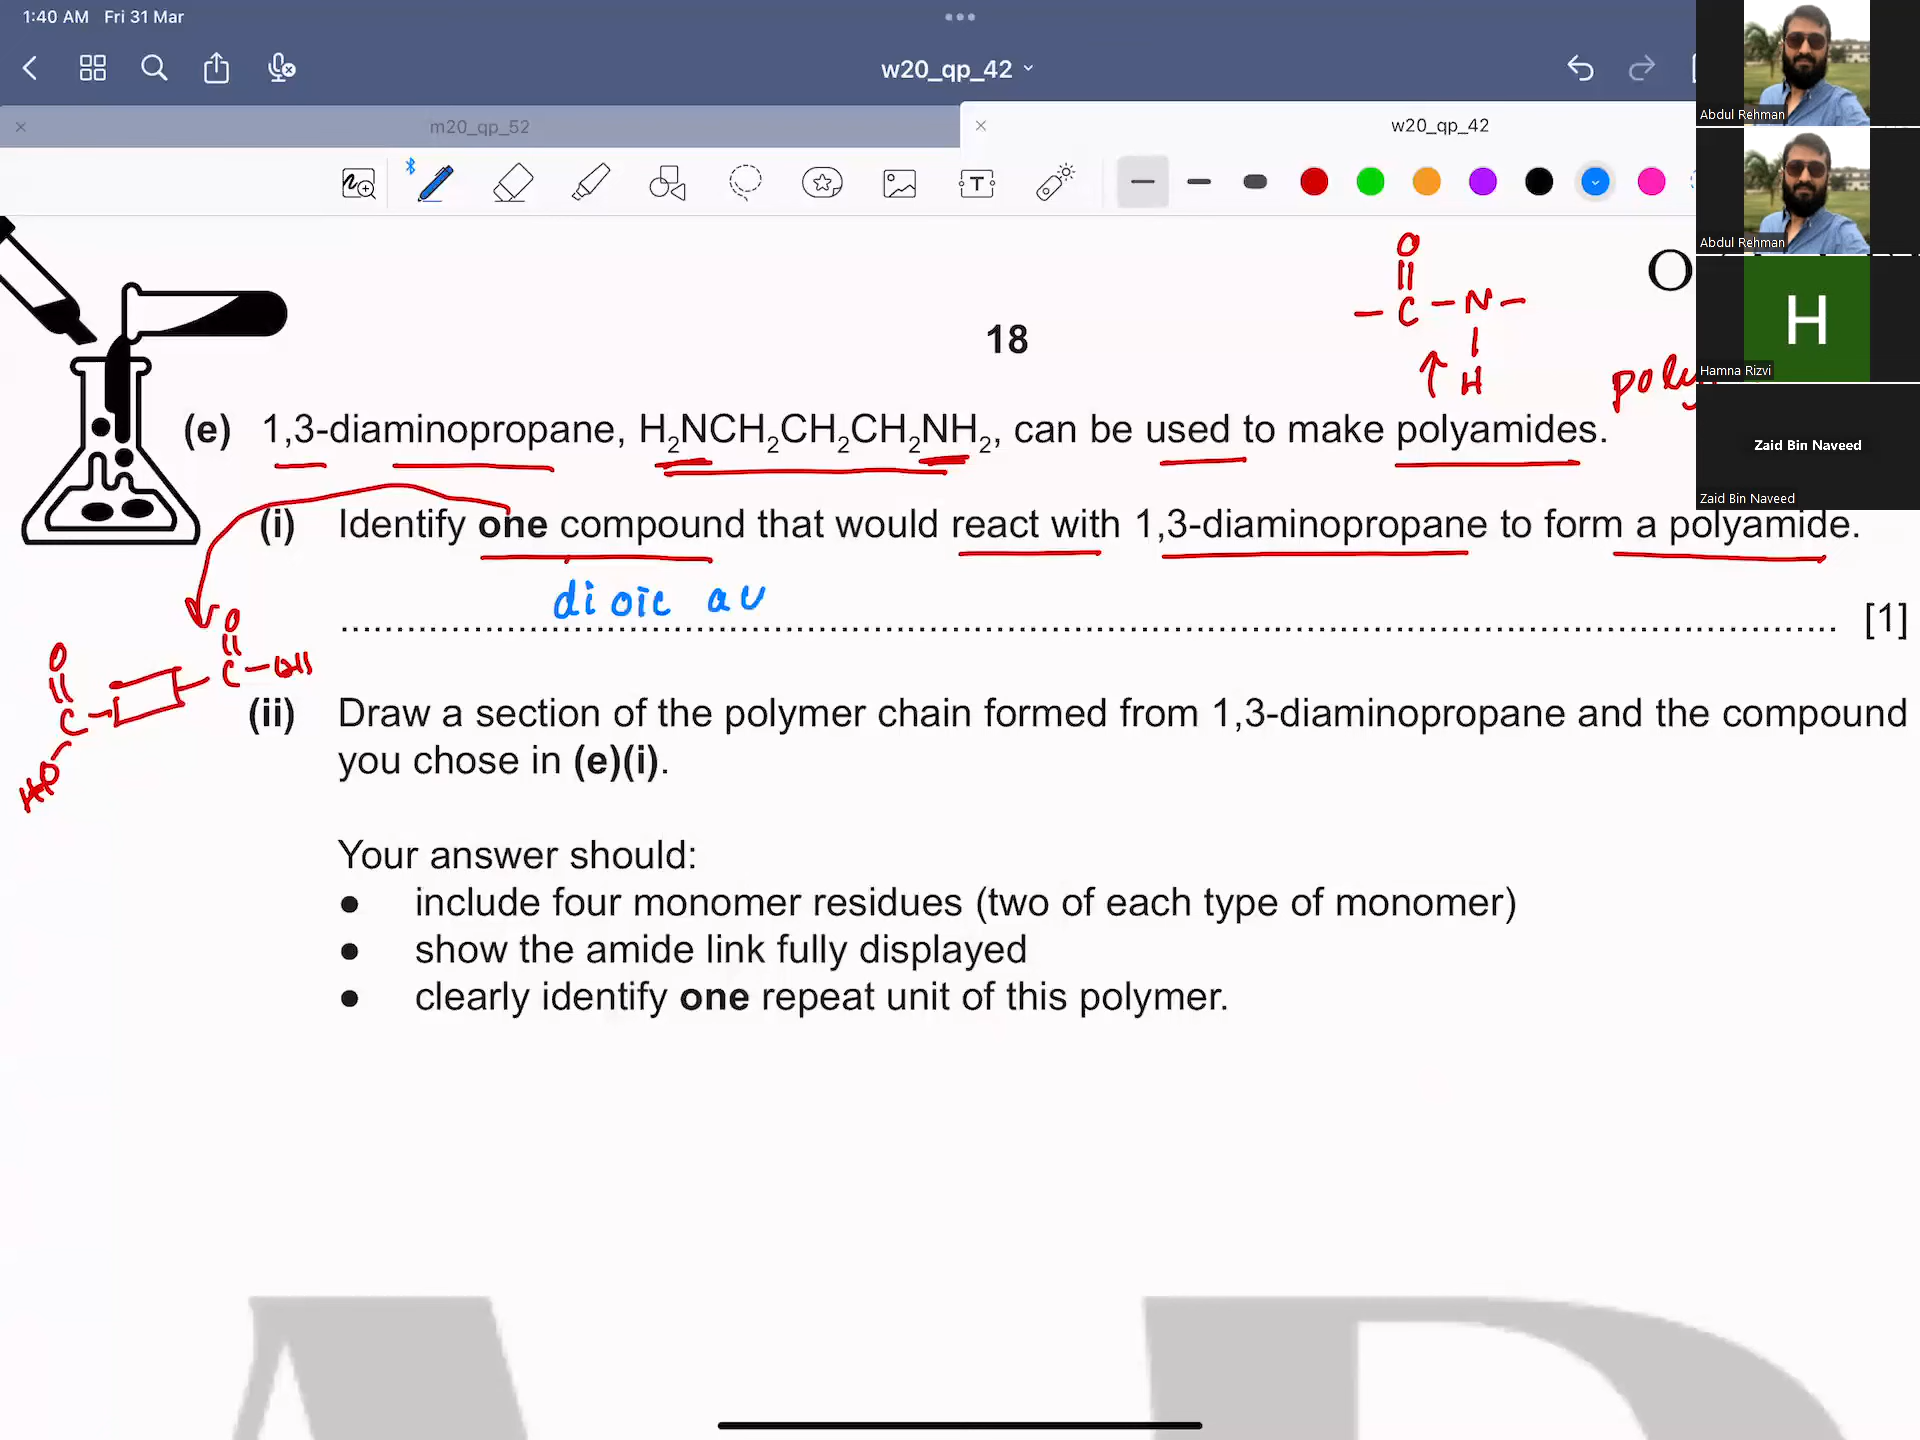 1:40 AM Fri 31 Mar
w20_qp_42
m20_qp_52
w20_qp_42
Abdul Rehman
Abdul Rehman
H
Hamna Rizvi
Zaid Bin Naveed
Zaid Bin Naveed
O
C N
H
18
(e) 1,3-diaminopropane, H₂NCH₂CH₂CH₂NH₂, can be used to make polyamides.
(i) Identify one compound that would react with 1,3-diaminopropane to form a polyamide.
dioic
[1]
O
C-OH
O
C
HO
(ii) Draw a section of the polymer chain formed from 1,3-diaminopropane and the compound
you chose in (e)(i).
Your answer should:
● include four monomer residues (two of each type of monomer)
● show the amide link fully displayed
● clearly identify one repeat unit of this polymer.